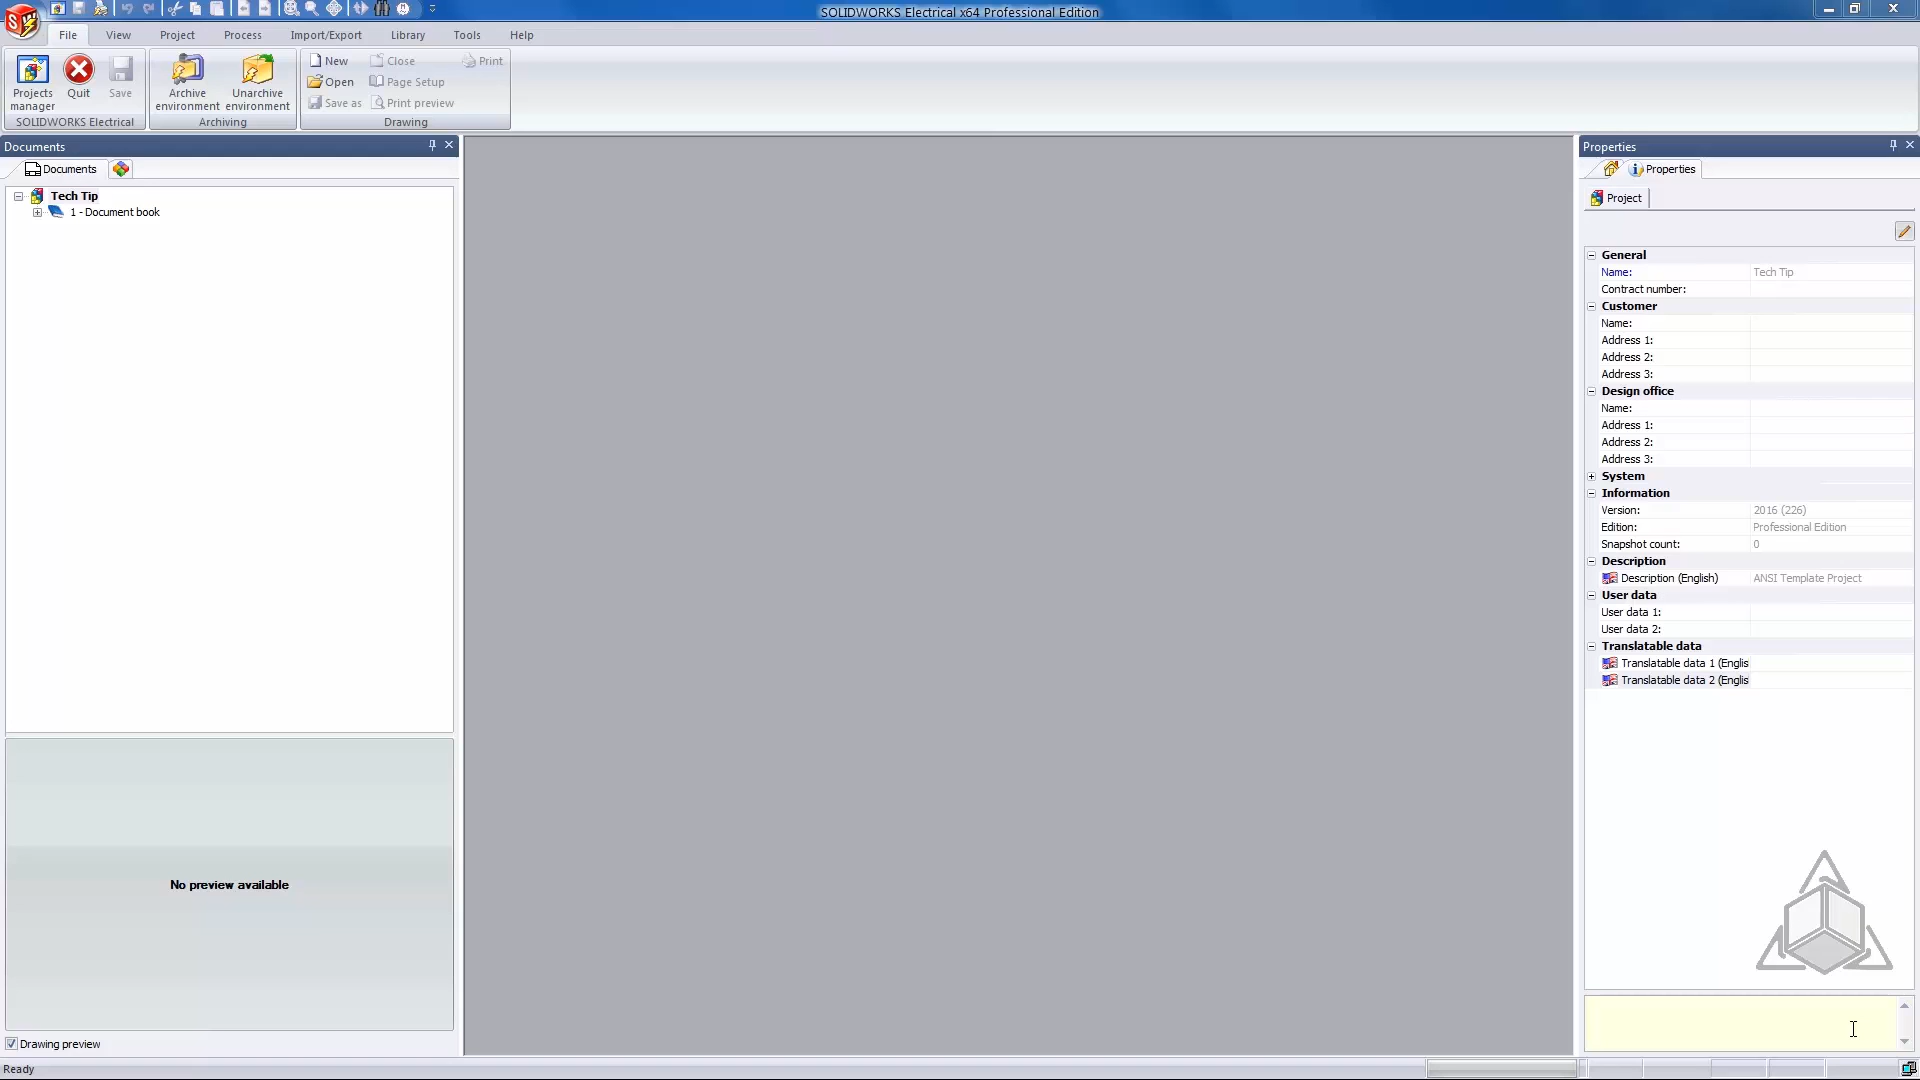 SOLIDWORKS Electrical x64 Professional Edition
File View Project Process Import/Export Library Tools Help
Projects manager Quit Save
SOLIDWORKS Electrical
Archive environment Unarchive environment
Archiving
New Close Print
Open Page Setup
Save as Print preview
Drawing
Documents
Documents
Tech Tip
1 - Document book
No preview available
Drawing preview
Ready
Properties
Properties
Project
General
Name: Tech Tip
Contract number:
Customer
Name:
Address 1:
Address 2:
Address 3:
Design office
Name:
Address 1:
Address 2:
Address 3:
System
Information
Version: 2016 (226)
Edition: Professional Edition
Snapshot count: 0
Description
Description (English) ANSI Template Project
User data
User data 1:
User data 2:
Translatable data
Translatable data 1 (Englis
Translatable data 2 (Englis